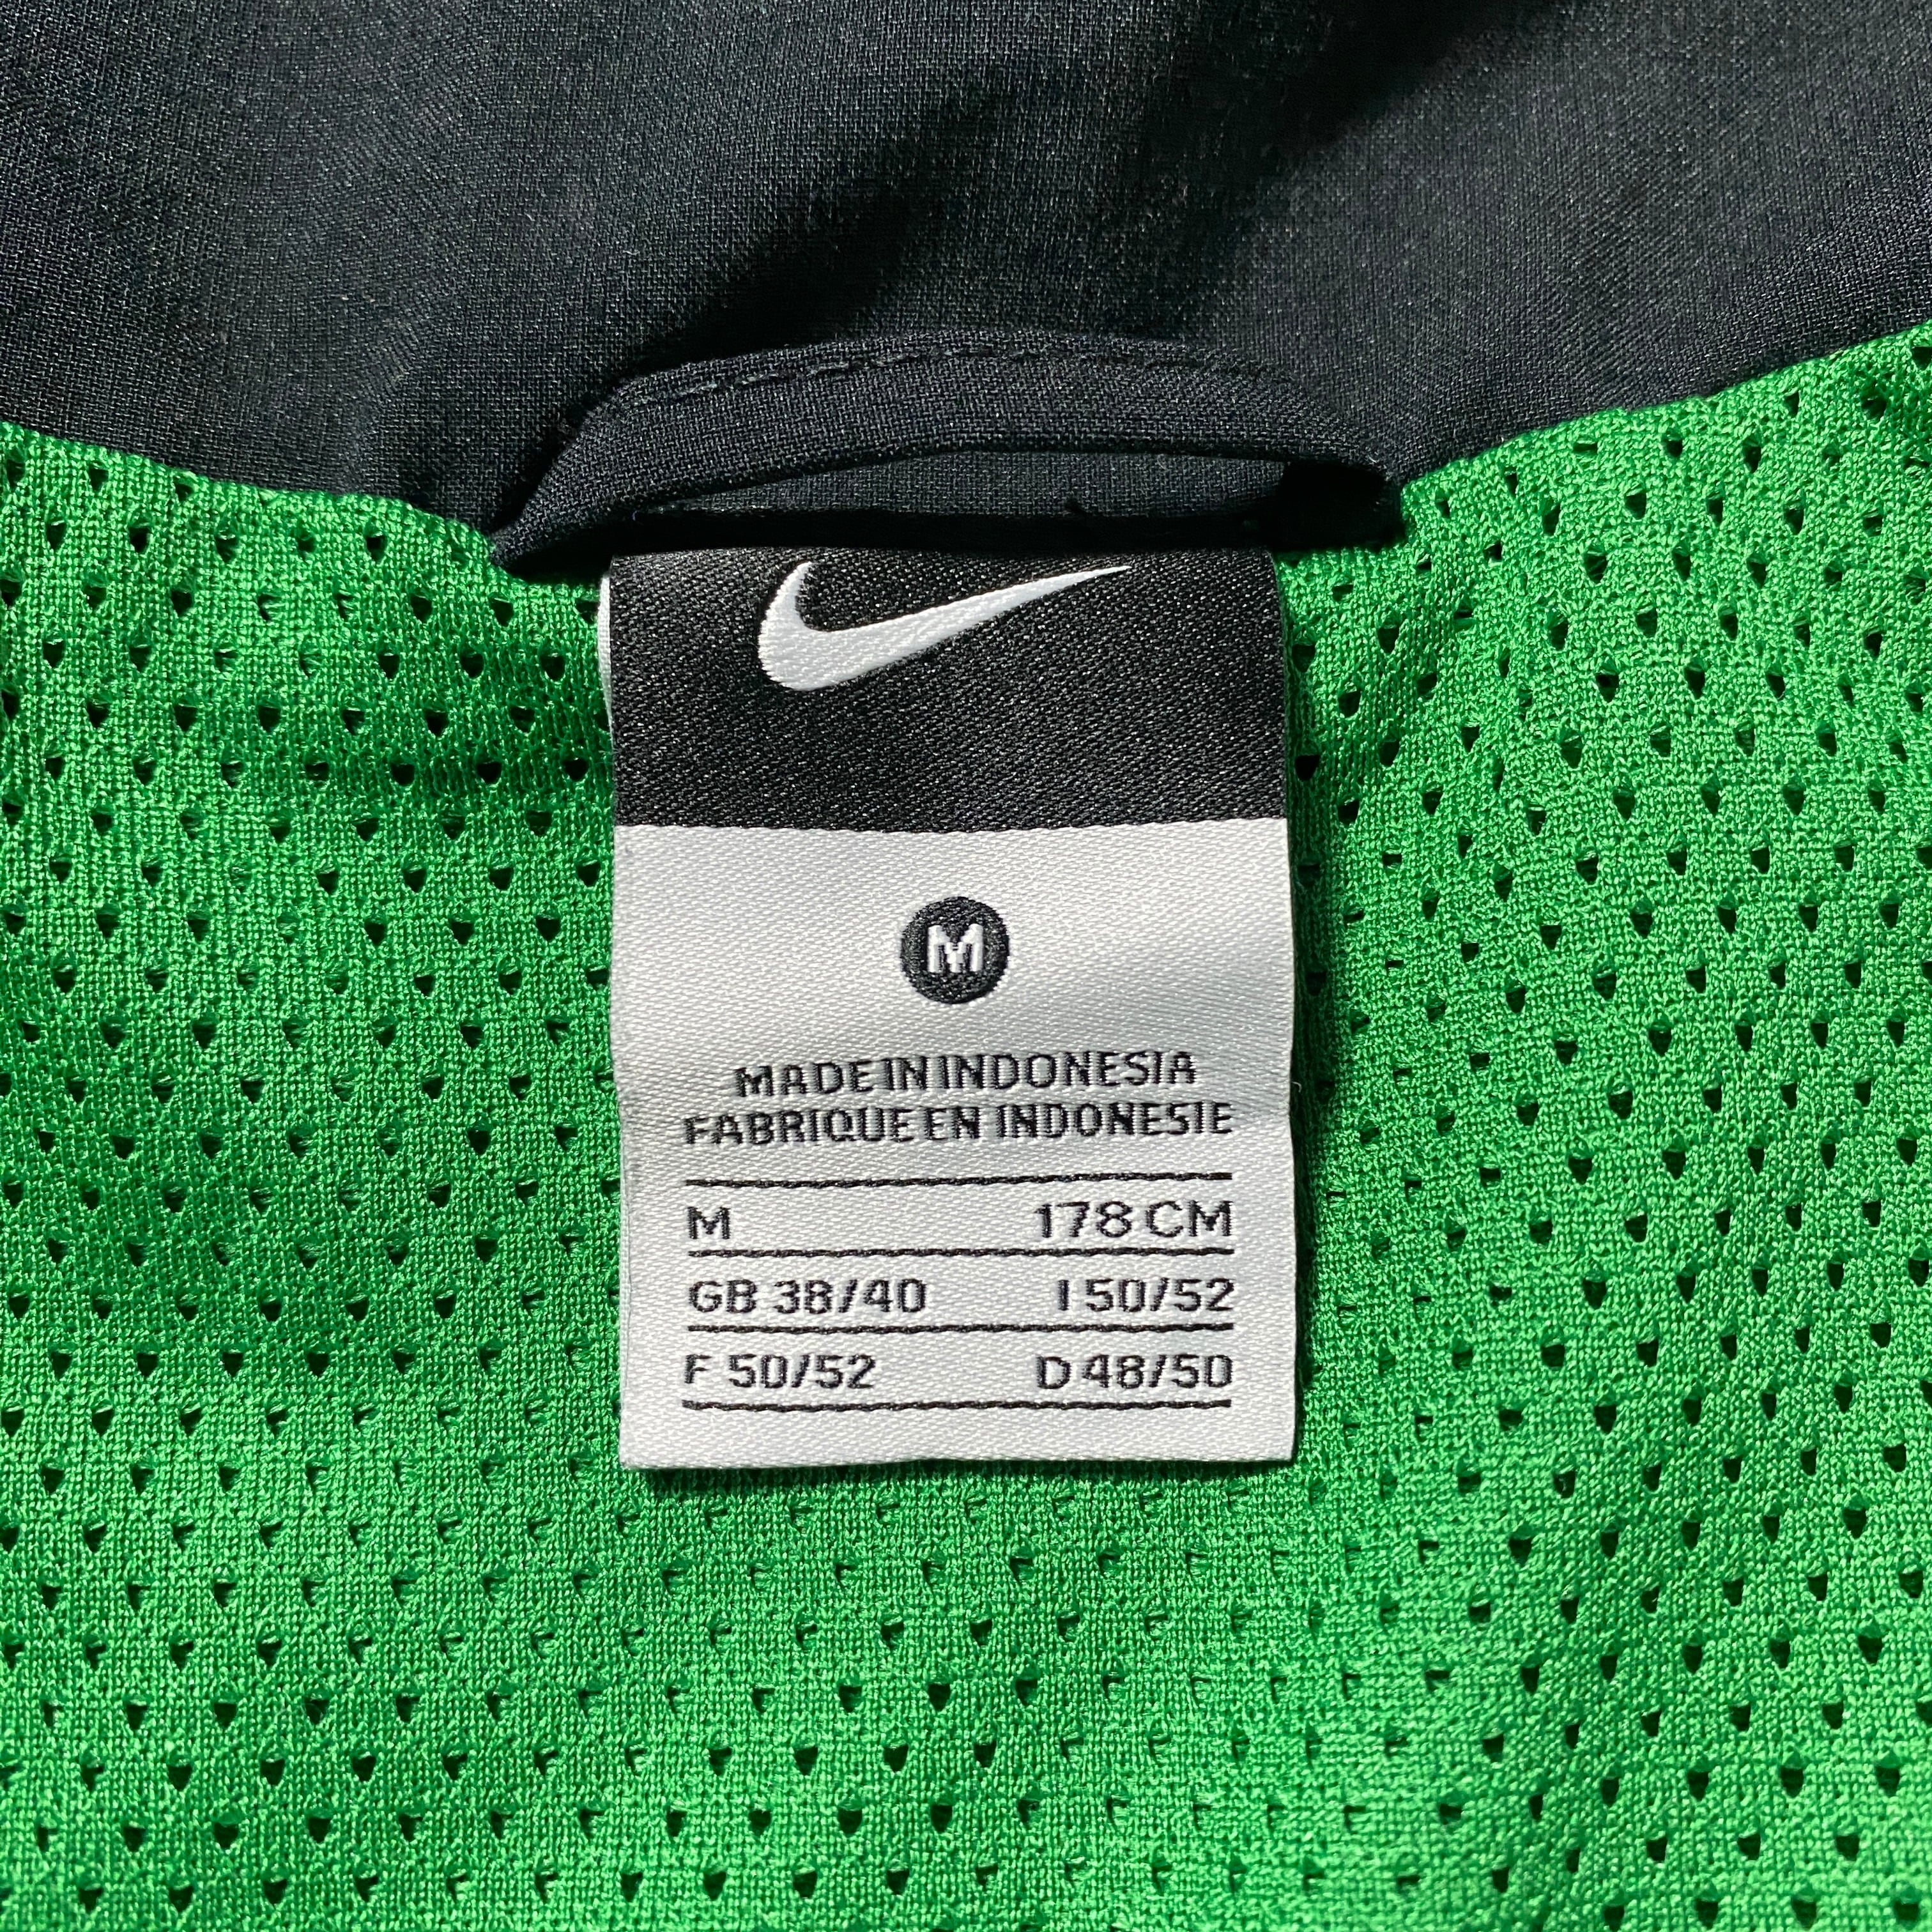 M
MADE IN INDONESIA
FABRIQUE EN INDONESIE
M 178 CM
GB 38/40 I 50/52
F 50/52 D 48/50